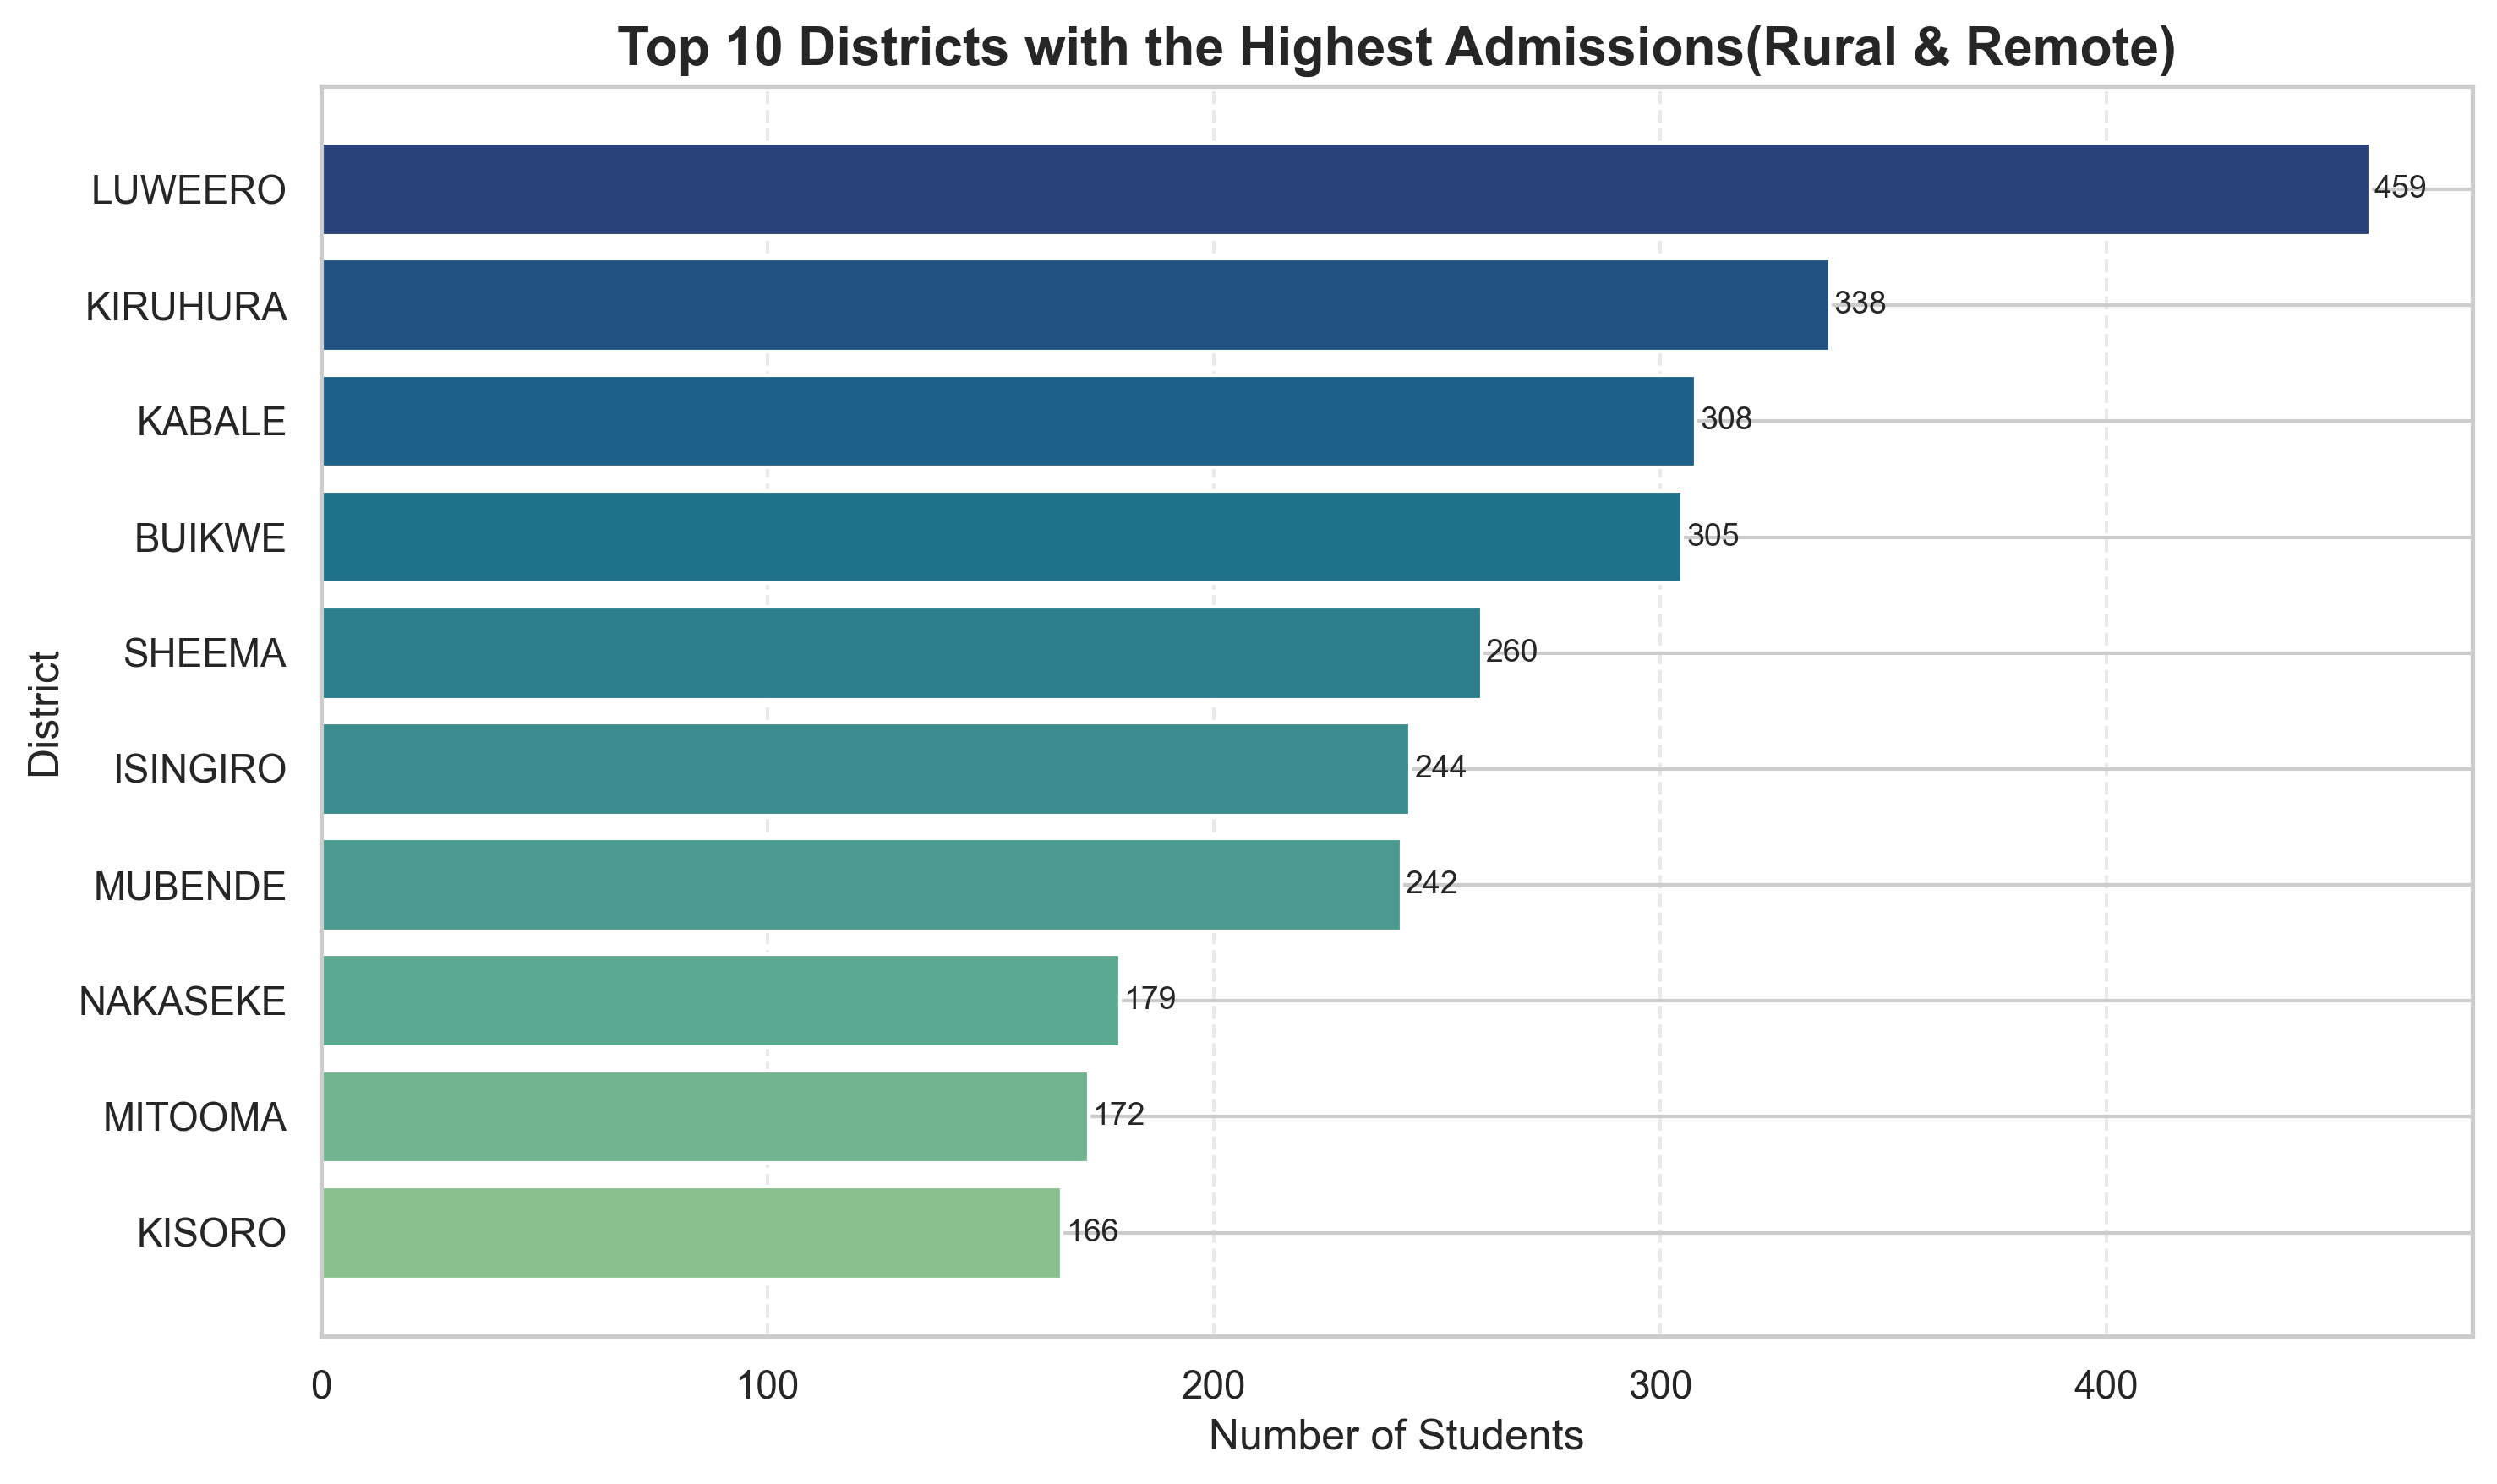 Top 10 Districts with the Highest Admissions(Rural & Remote)
LUWEERO 459
KIRUHURA 338
KABALE 308
BUIKWE 305
SHEEMA 260
ISINGIRO 244
MUBENDE 242
NAKASEKE 179
MITOOMA 172
KISORO 166
District
0 100 200 300 400
Number of Students